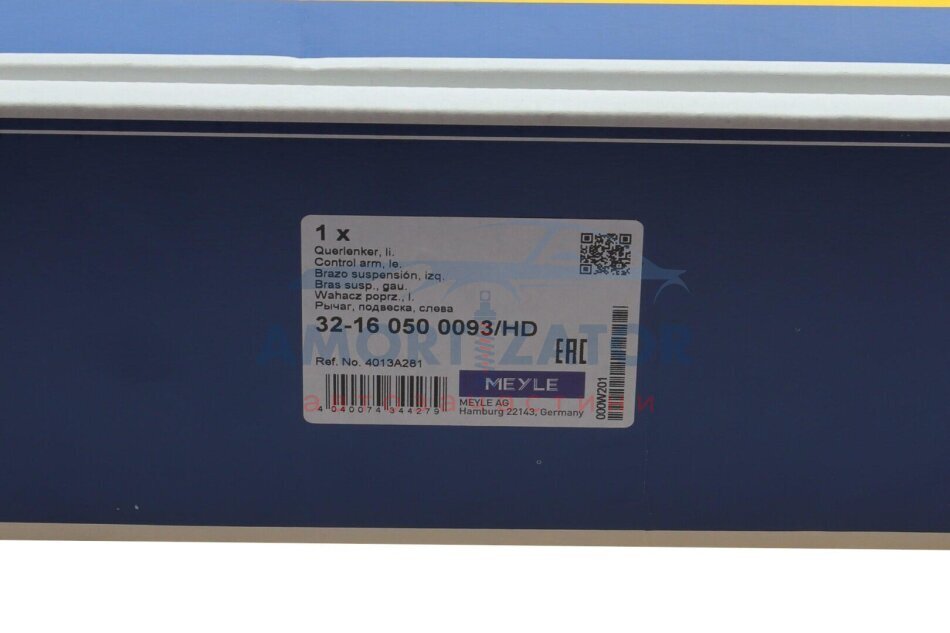 1 x
Querlenker, li.
Control arm, le.
Brazo suspensión, izq.
Bras susp., gau.
Wahacz poprz., l.
Рычаг, подвеска, слева
32-16 050 0093/HD
EAC
Ref. No. 4013A281
MEYLE
MEYLE AG
Hamburg 22143, Germany
4 040074 344279
000W201
AMORTIZATOR
автозапчастини